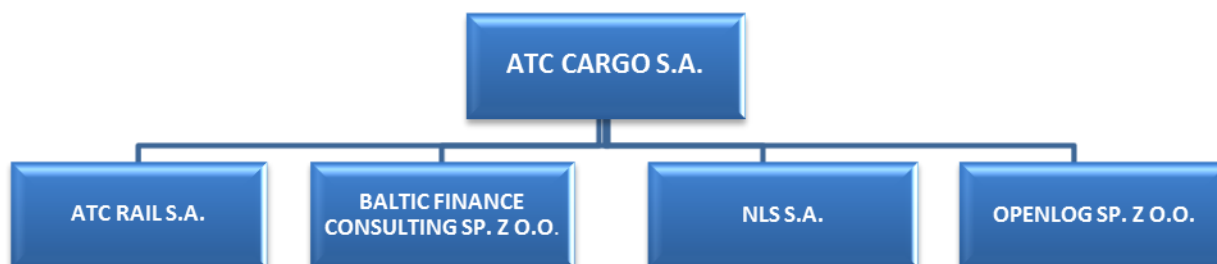 ATC CARGO S.A.
ATC RAIL S.A.
BALTIC FINANCE
CONSULTING SP. Z O.O.
NLS S.A.
OPENLOG SP. Z O.O.